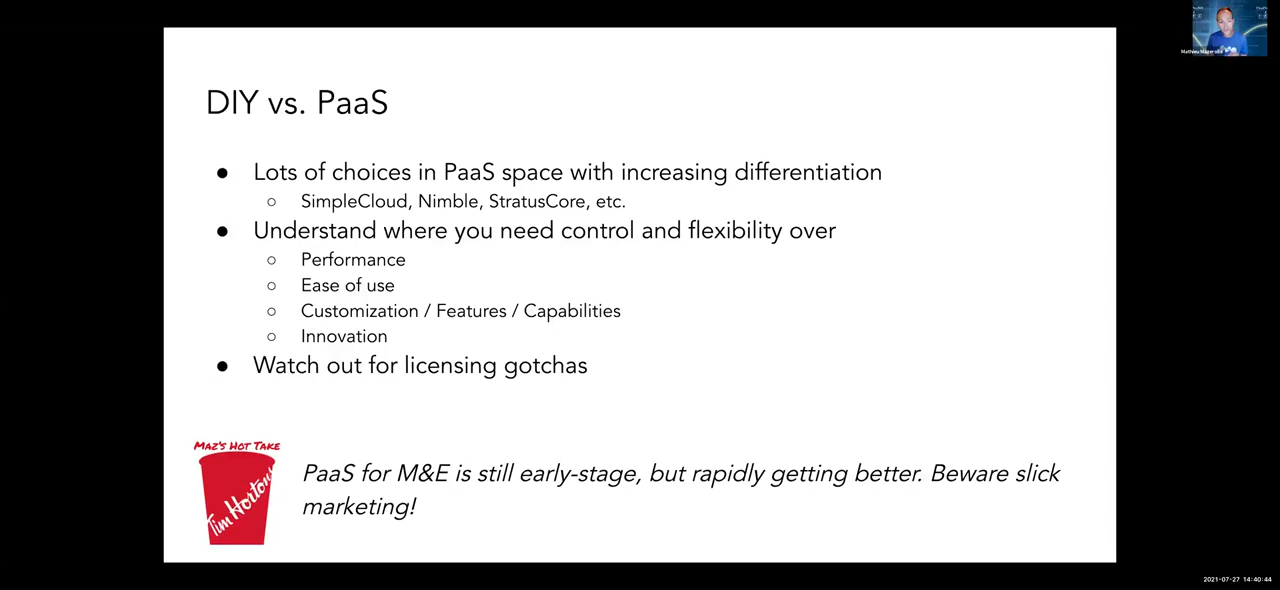 DIY vs. PaaS
● Lots of choices in PaaS space with increasing differentiation
○ SimpleCloud, Nimble, StratusCore, etc.
● Understand where you need control and flexibility over
○ Performance
○ Ease of use
○ Customization / Features / Capabilities
○ Innovation
● Watch out for licensing gotchas
MAZ'S HOT TAKE
Tim Hortons
PaaS for M&E is still early-stage, but rapidly getting better. Beware slick
marketing!
Mathieu
2021-07-27 14:40:44